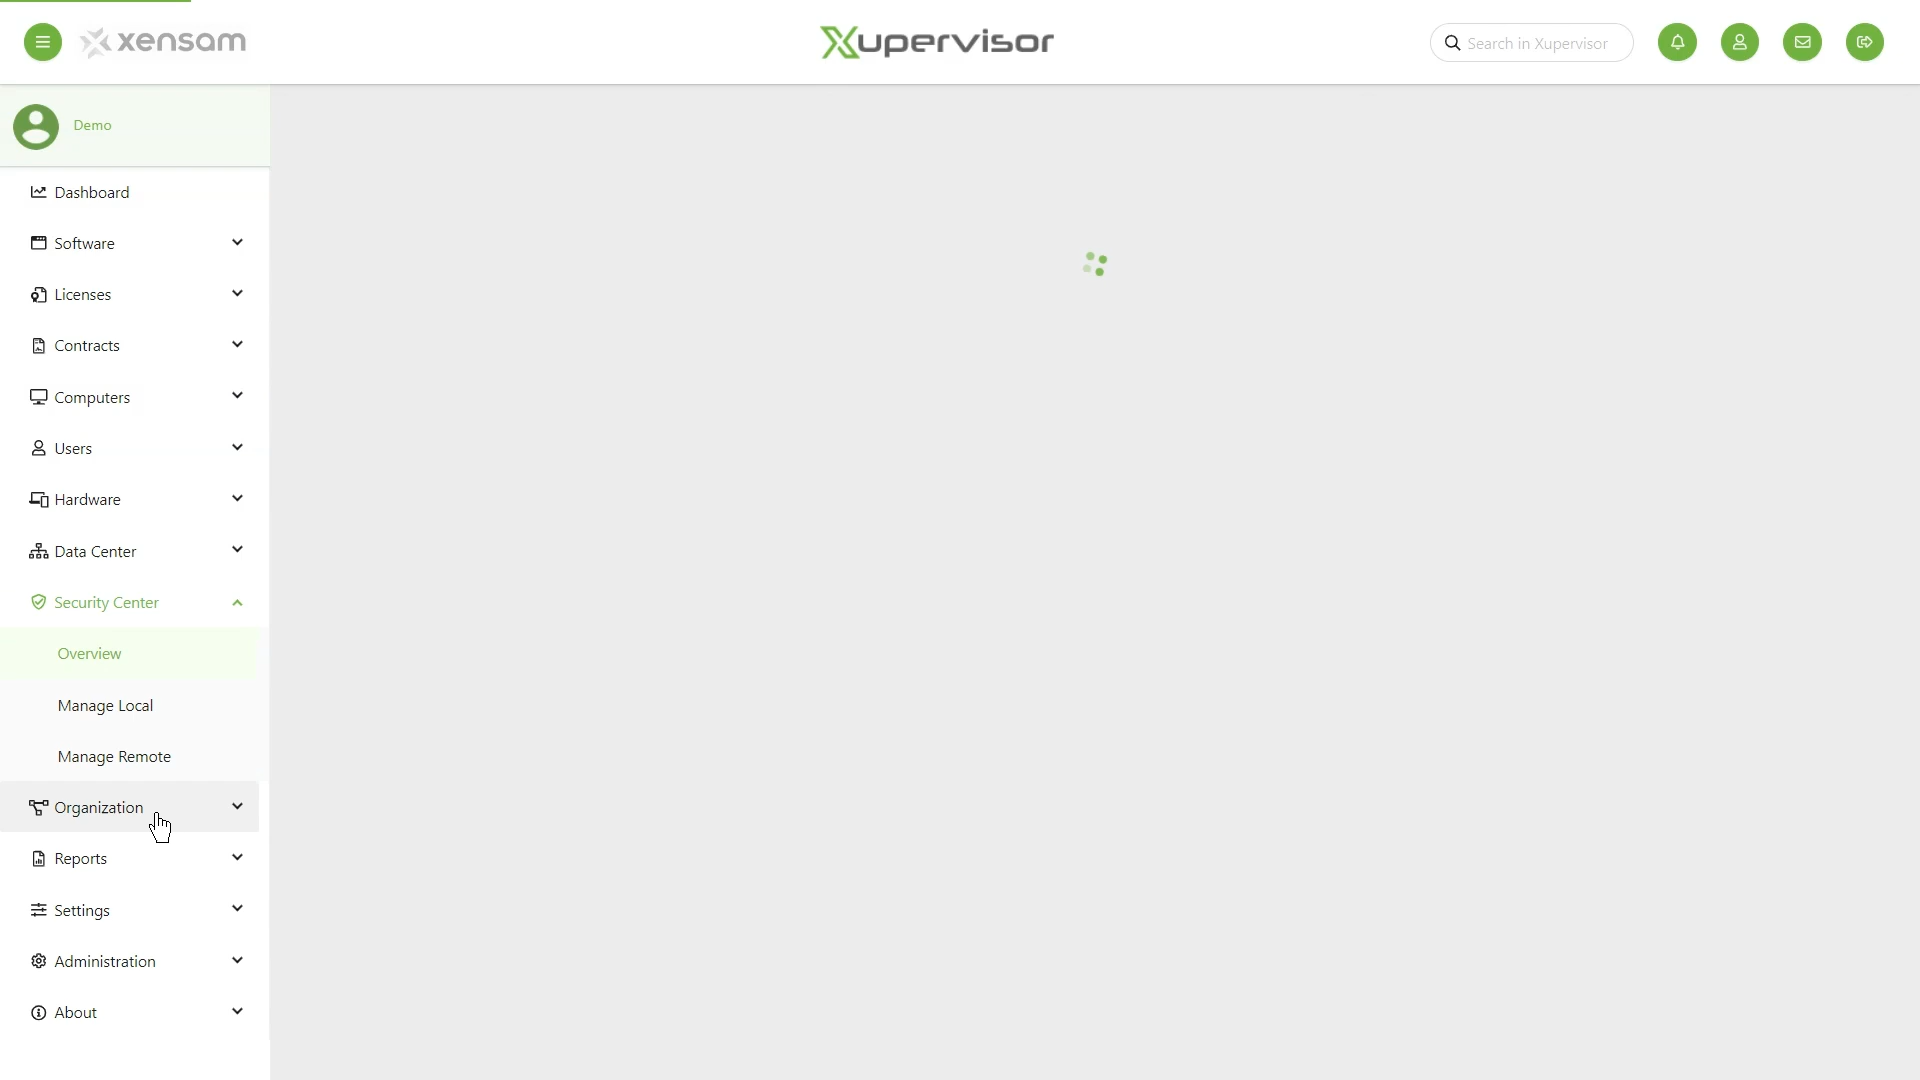 xensam
Xupervisor
Search in Xupervisor
Demo
Dashboard
Software
Licenses
Contracts
Computers
Users
Hardware
Data Center
Security Center
Overview
Manage Local
Manage Remote
Organization
Reports
Settings
Administration
About